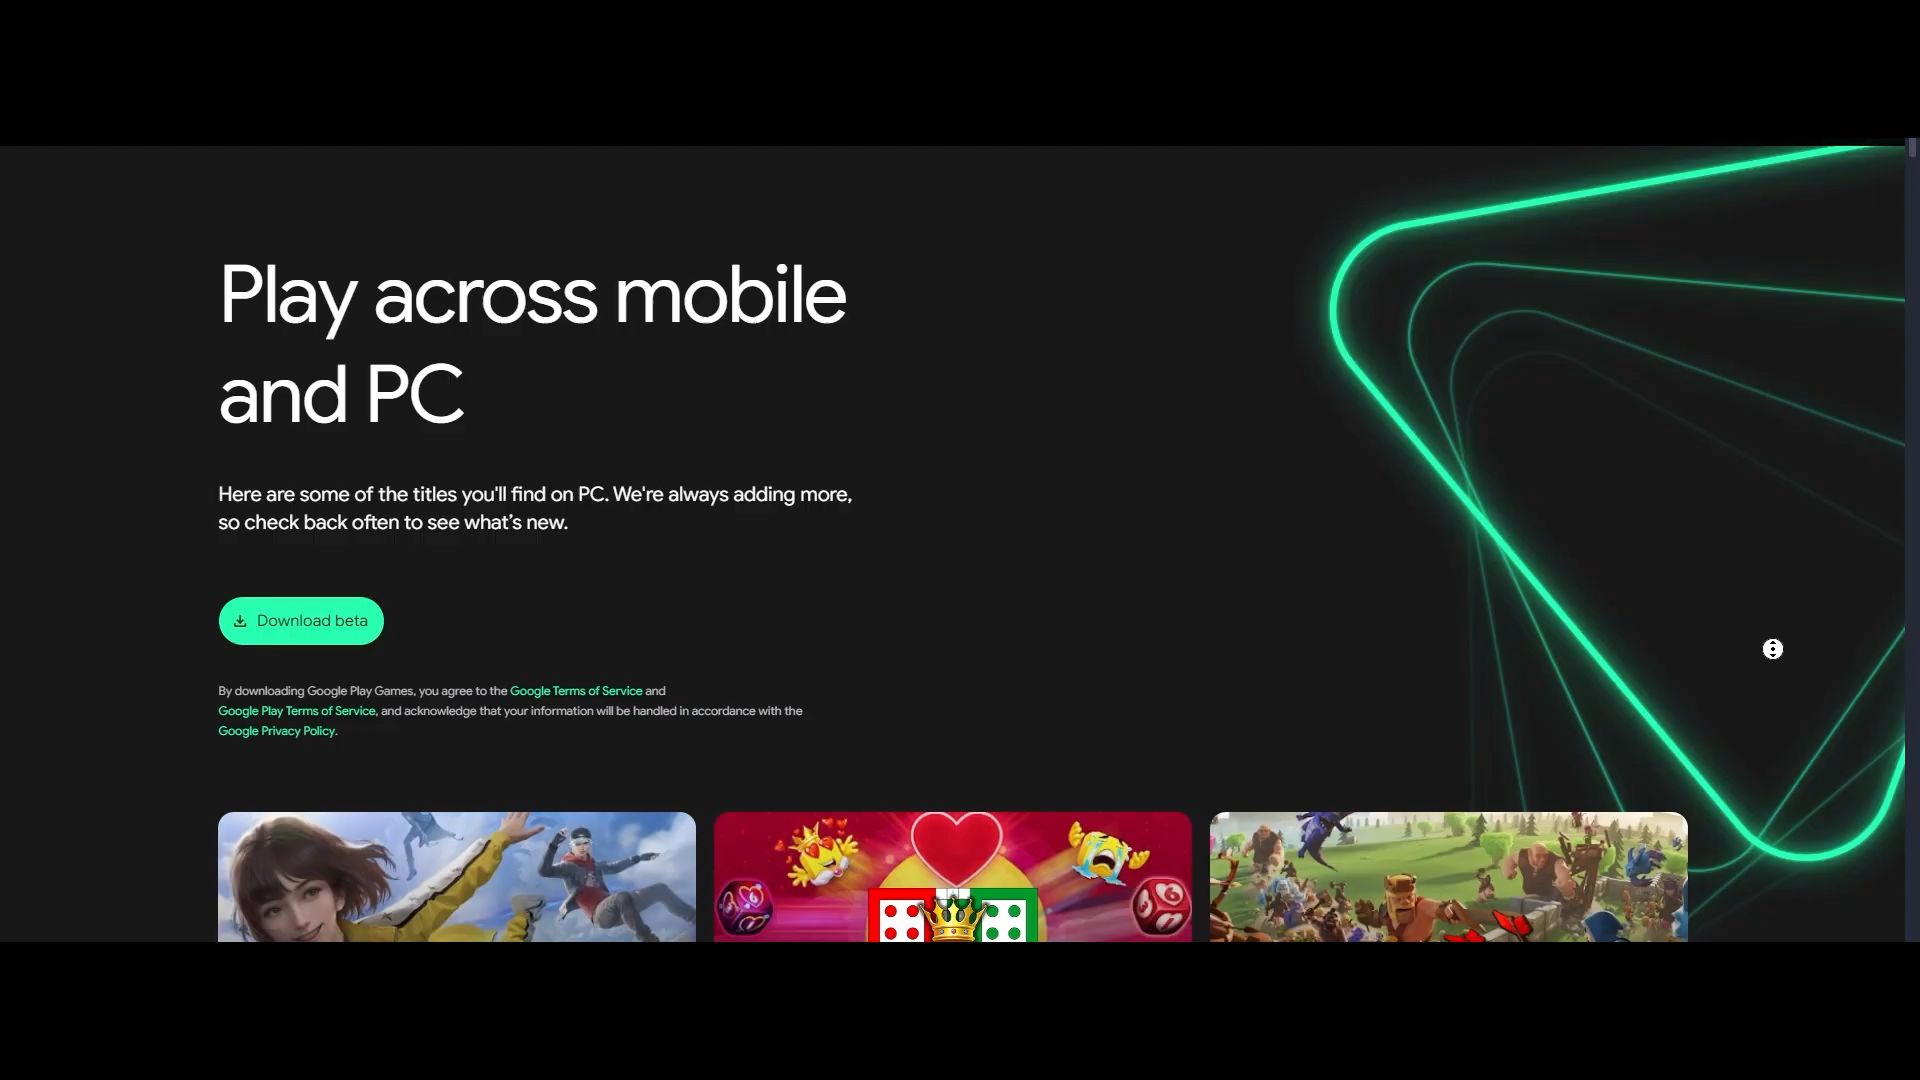 Play across mobile
and PC
Here are some of the titles you'll find on PC. We're always adding more,
so check back often to see what’s new.
Download beta
By downloading Google Play Games, you agree to the Google Terms of Service and
Google Play Terms of Service, and acknowledge that your information will be handled in accordance with the
Google Privacy Policy.